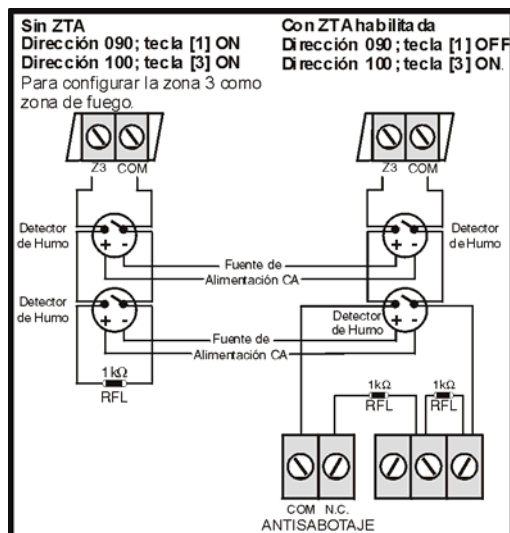 Sin ZTA
Dirección 090; tecla [1] ON
Dirección 100; tecla [3] ON
Para configurar la zona 3 como
zona de fuego.
Con ZTA habilitada
Dirección 090; tecla [1] OFF
Dirección 100; tecla [3] ON.
Z3 COM
Z3 COM
Detector
de Humo
Detector
de Humo
Fuente de
Alimentación CA
Detector
de Humo
Detector
de Humo
Fuente de
Alimentación CA
1kΩ
RFL
1kΩ
RFL
1kΩ
RFL
COM N.C.
ANTISABOTAJE